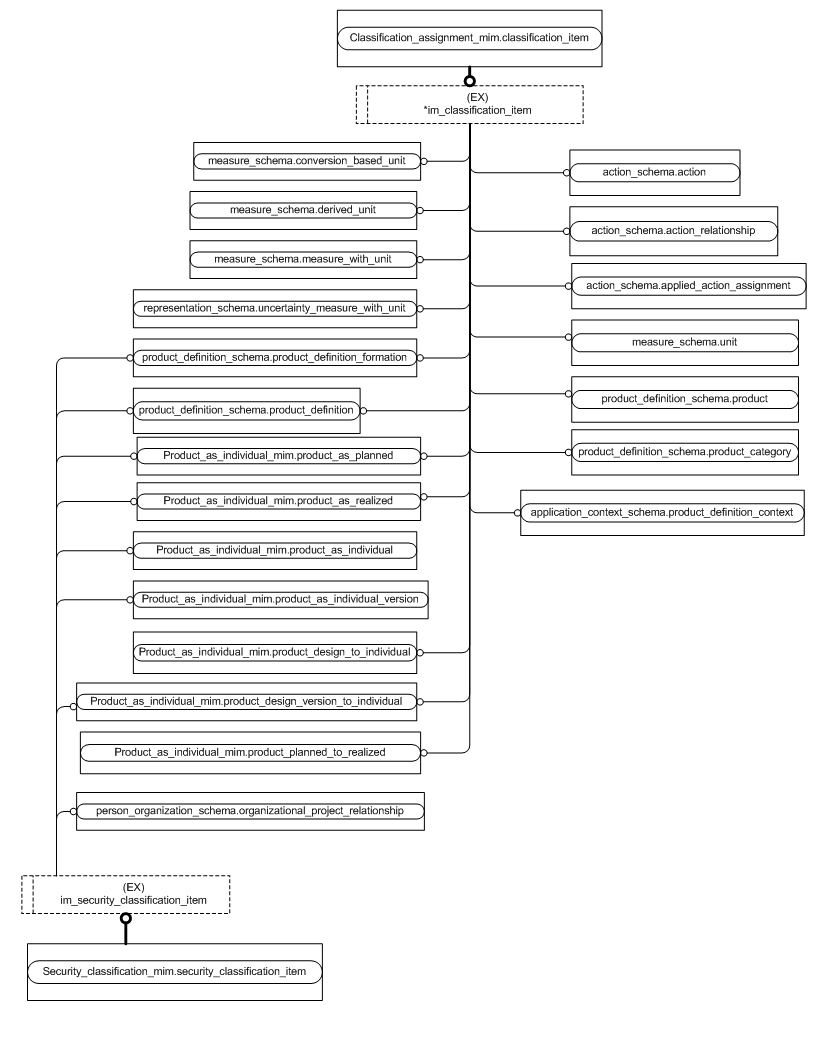 Classification_assignment_mim.classification_item
(EX)
*im_classification_item
measure_schema.conversion_based_unit
action_schema.action
measure_schema.derived_unit
action_schema.action_relationship
measure_schema.measure_with_unit
action_schema.applied_action_assignment
representation_schema.uncertainty_measure_with_unit
measure_schema.unit
product_definition_schema.product_definition_formation
product_definition_schema.product
product_definition_schema.product_definition
Product_as_individual_mim.product_as_planned
product_definition_schema.product_category
Product_as_individual_mim.product_as_realized
application_context_schema.product_definition_context
Product_as_individual_mim.product_as_individual
Product_as_individual_mim.product_as_individual_version
Product_as_individual_mim.product_design_to_individual
Product_as_individual_mim.product_design_version_to_individual
Product_as_individual_mim.product_planned_to_realized
person_organization_schema.organizational_project_relationship
(EX)
im_security_classification_item
Security_classification_mim.security_classification_item